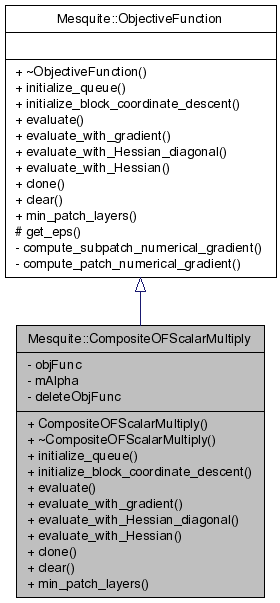 Mesquite::ObjectiveFunction
+ ~ObjectiveFunction()
+ initialize_queue()
+ initialize_block_coordinate_descent()
+ evaluate()
+ evaluate_with_gradient()
+ evaluate_with_Hessian_diagonal()
+ evaluate_with_Hessian()
+ clone()
+ clear()
+ min_patch_layers()
# get_eps()
- compute_subpatch_numerical_gradient()
- compute_patch_numerical_gradient()
Mesquite::CompositeOFScalarMultiply
- objFunc
- mAlpha
- deleteObjFunc
+ CompositeOFScalarMultiply()
+ ~CompositeOFScalarMultiply()
+ initialize_queue()
+ initialize_block_coordinate_descent()
+ evaluate()
+ evaluate_with_gradient()
+ evaluate_with_Hessian_diagonal()
+ evaluate_with_Hessian()
+ clone()
+ clear()
+ min_patch_layers()